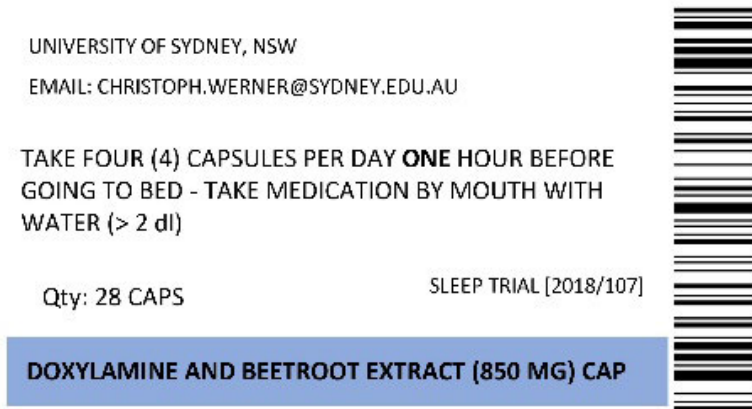 UNIVERSITY OF SYDNEY, NSW
EMAIL: CHRISTOPH.WERNER@SYDNEY.EDU.AU
TAKE FOUR (4) CAPSULES PER DAY ONE HOUR BEFORE
GOING TO BED - TAKE MEDICATION BY MOUTH WITH
WATER (> 2 dl)
Qty: 28 CAPS
SLEEP TRIAL [2018/107]
DOXYLAMINE AND BEETROOT EXTRACT (850 MG) CAP